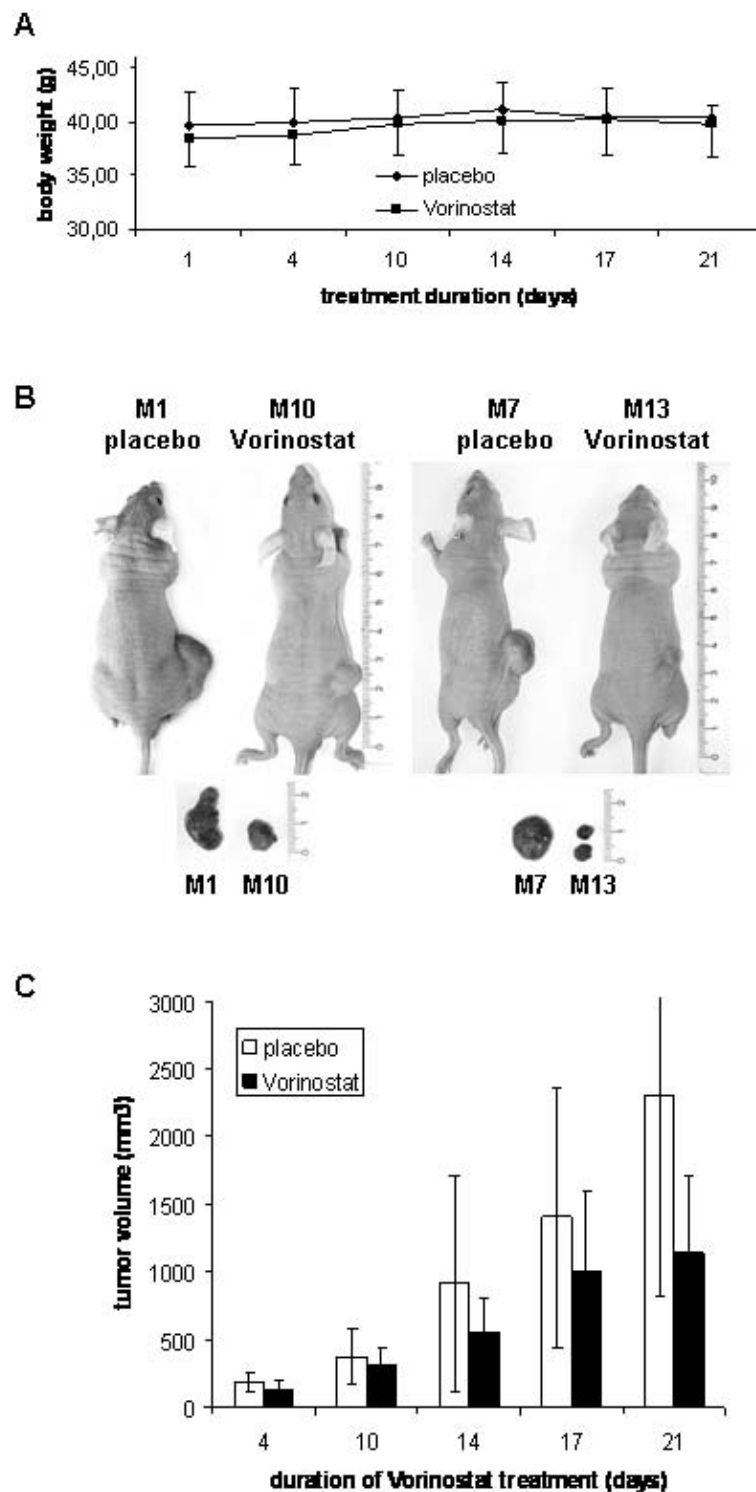 A
body weight (g)
45,00
40,00
35,00
30,00
placebo
Vorinostat
1 4 10 14 17 21
treatment duration (days)
B
M1 M10 M7 M13
placebo Vorinostat placebo Vorinostat
M1 M10 M7 M13
C
tumor volume (mm3)
3000
2500
2000
1500
1000
500
0
placebo
Vorinostat
4 10 14 17 21
duration of Vorinostat treatment (days)